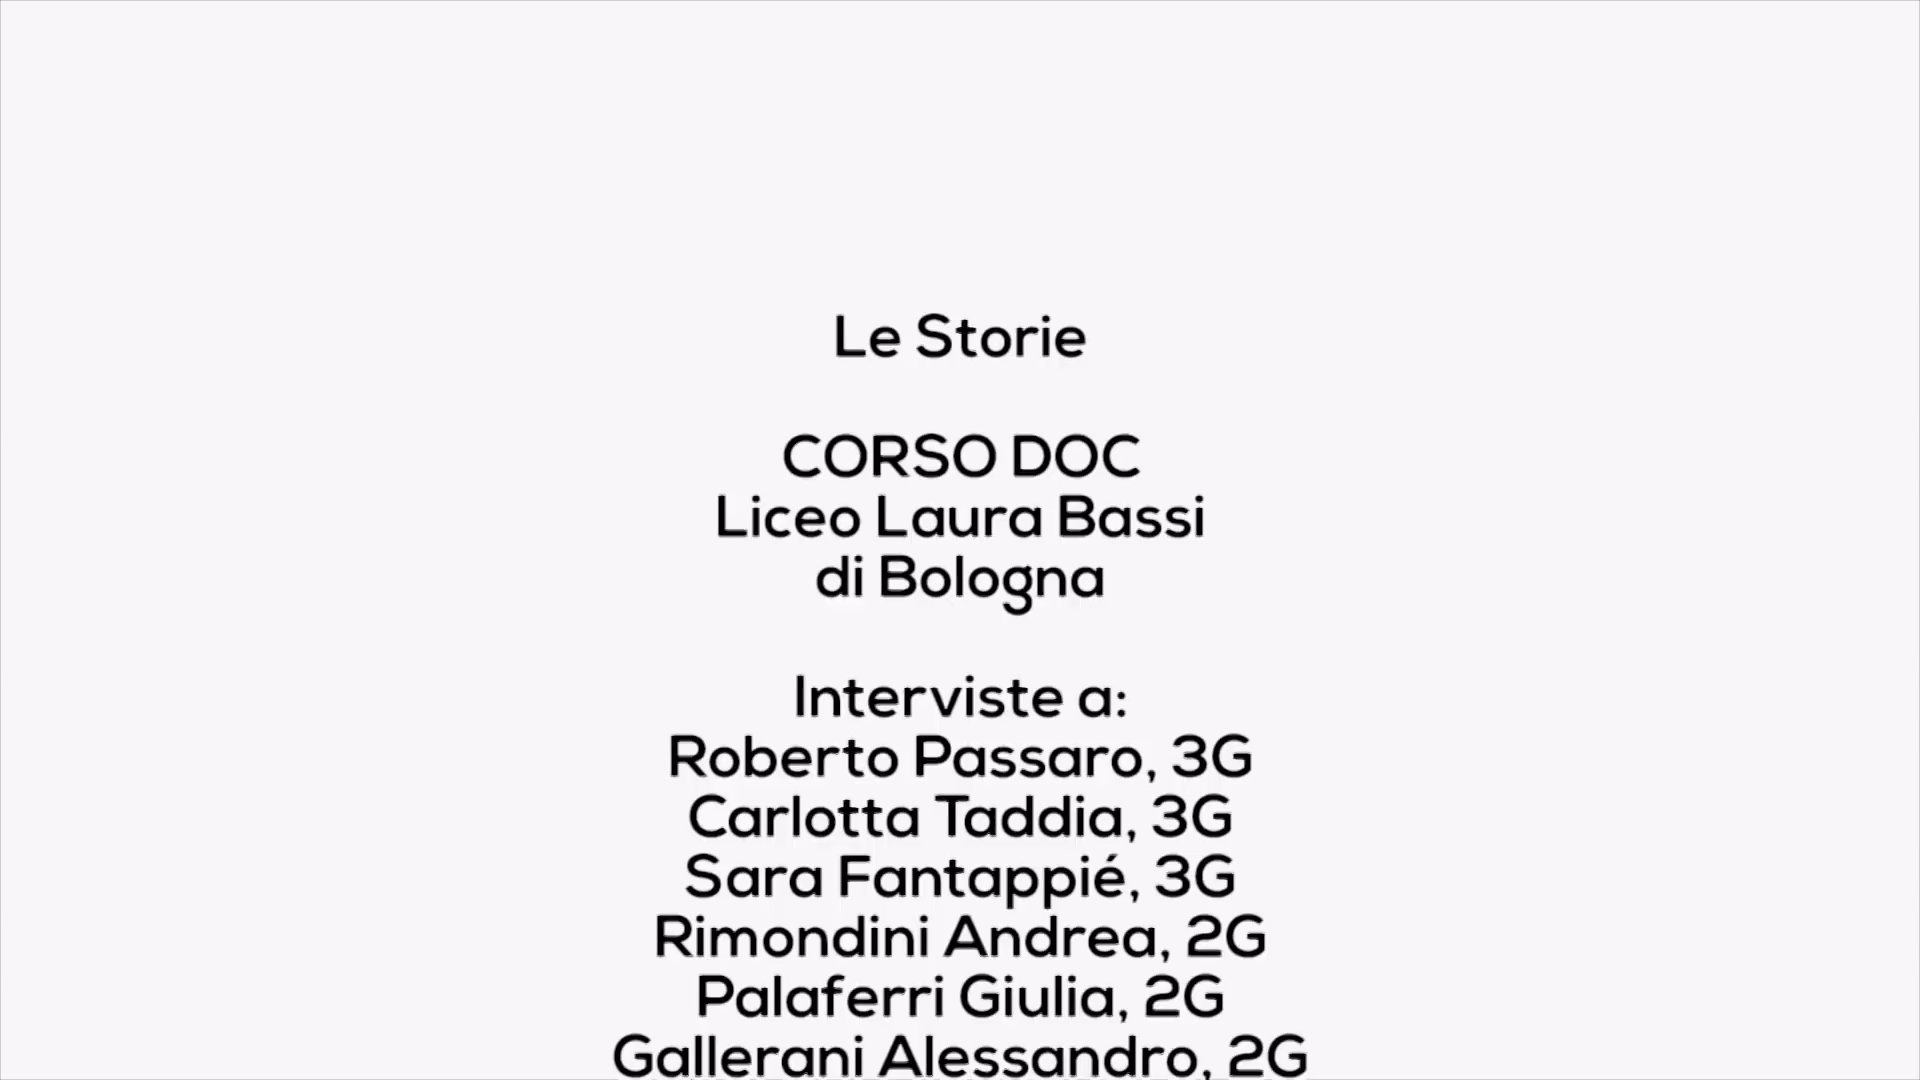 Le Storie
CORSO DOC
Liceo Laura Bassi
di Bologna
Interviste a:
Roberto Passaro, 3G
Carlotta Taddia, 3G
Sara Fantappié, 3G
Rimondini Andrea, 2G
Palaferri Giulia, 2G
Gallerani Alessandro, 2G